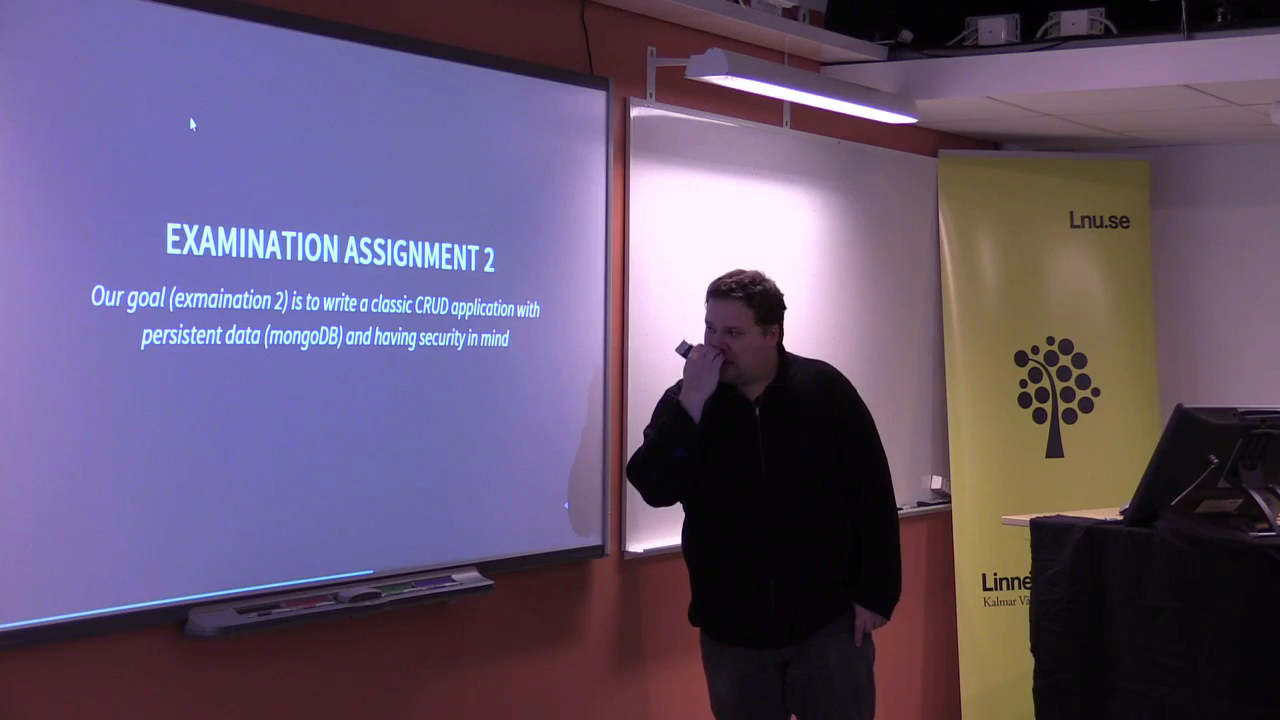 EXAMINATION ASSIGNMENT 2
Our goal (exmaination 2) is to write a classic CRUD application with
persistent data (mongoDB) and having security in mind
Lnu.se
Linne
Kalmar Vä